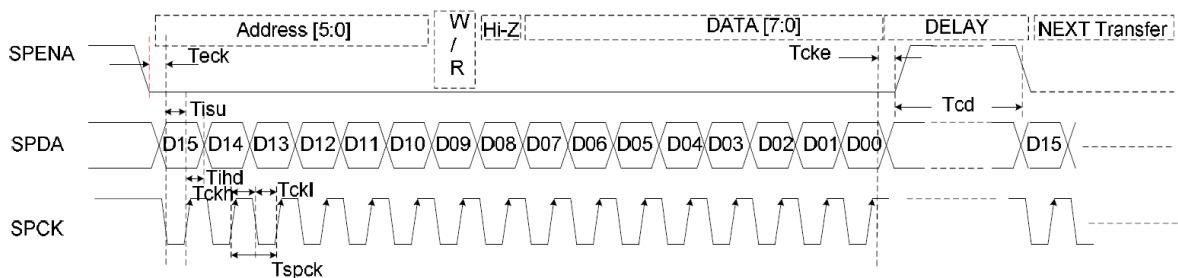 Address [5:0]
W/R
Hi-Z
DATA [7:0]
DELAY
NEXT Transfer
SPENA
Teck
Tcke
Tcd
Tisu
SPDA
D15
D14
D13
D12
D11
D10
D09
D08
D07
D06
D05
D04
D03
D02
D01
D00
D15
Tihd
Tckh
Tckl
SPCK
Tspck